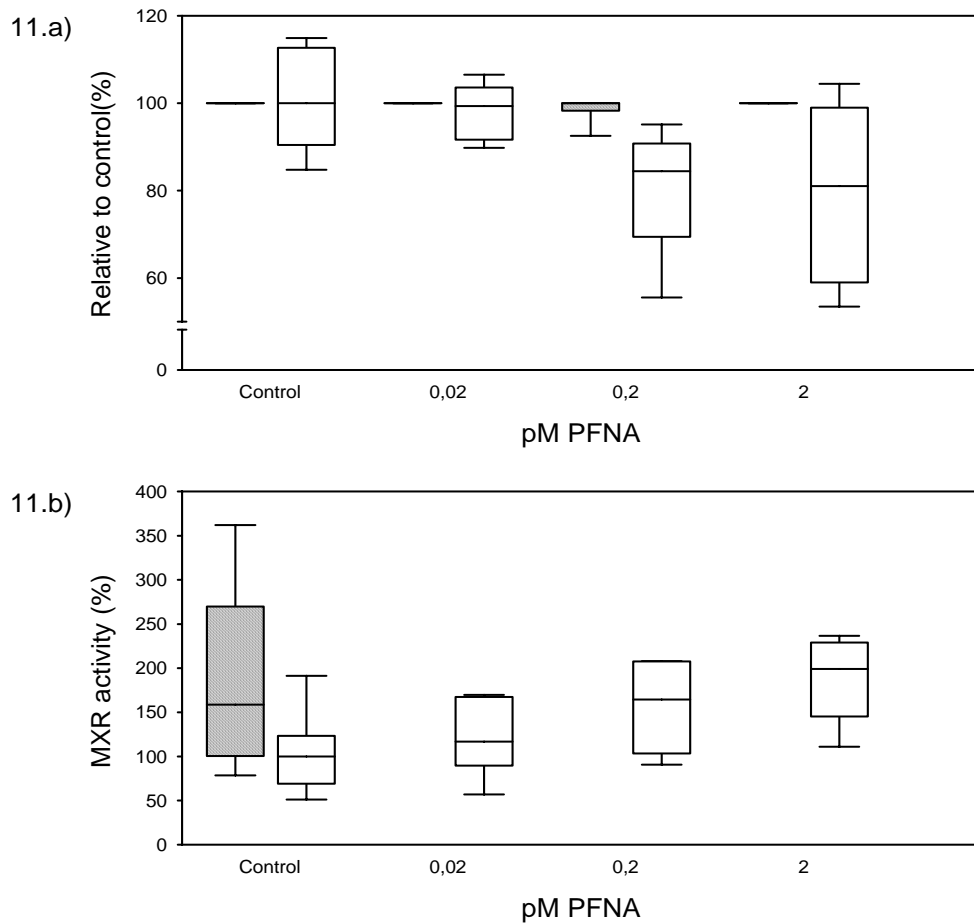 11.a)
Relative to control(%)
120
100
80
60
0
Control 0,02 0,2 2
pM PFNA
11.b)
MXR activity (%)
400
350
300
250
200
150
100
50
0
Control 0,02 0,2 2
pM PFNA